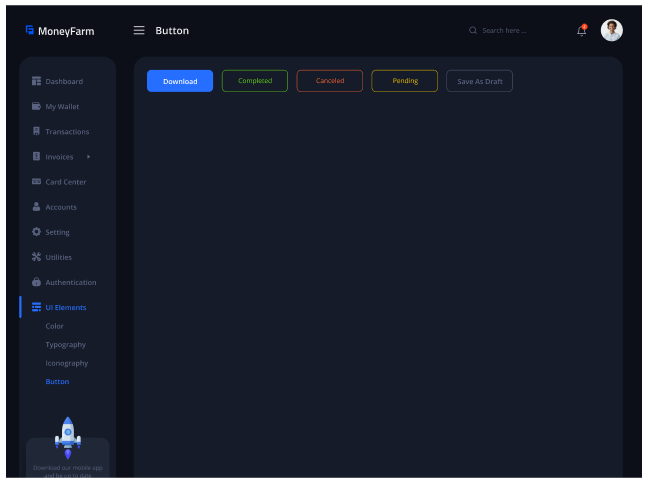 MoneyFarm
Button
Search here ...
Dashboard
My Wallet
Transactions
Invoices
Card Center
Accounts
Setting
Utilities
Authentication
UI Elements
Color
Typography
Iconography
Button
Download our mobile app
and be up to date
Download
Completed
Canceled
Pending
Save As Draft